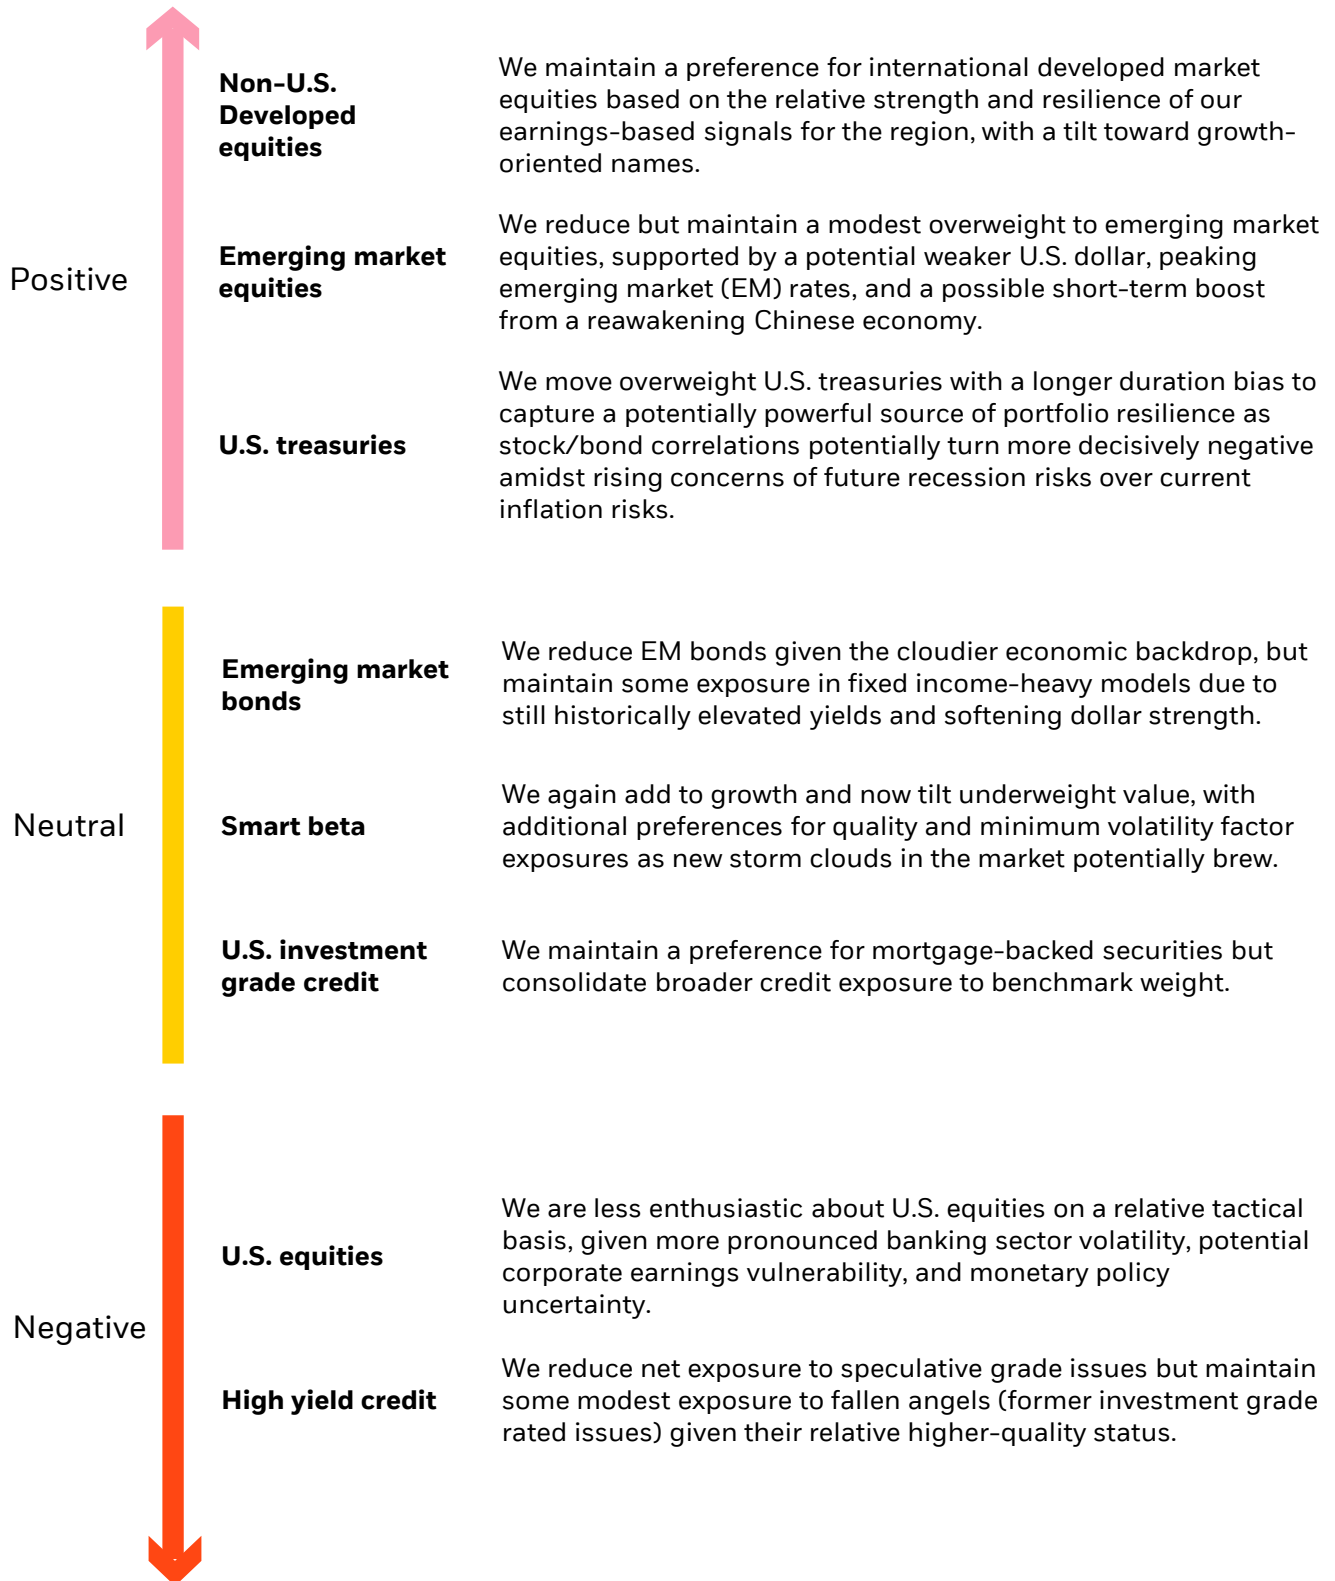 Positive
Non-U.S.
Developed
equities
We maintain a preference for international developed market
equities based on the relative strength and resilience of our
earnings-based signals for the region, with a tilt toward growth-
oriented names.
Emerging market
equities
We reduce but maintain a modest overweight to emerging market
equities, supported by a potential weaker U.S. dollar, peaking
emerging market (EM) rates, and a possible short-term boost
from a reawakening Chinese economy.
U.S. treasuries
We move overweight U.S. treasuries with a longer duration bias to
capture a potentially powerful source of portfolio resilience as
stock/bond correlations potentially turn more decisively negative
amidst rising concerns of future recession risks over current
inflation risks.
Neutral
Emerging market
bonds
We reduce EM bonds given the cloudier economic backdrop, but
maintain some exposure in fixed income-heavy models due to
still historically elevated yields and softening dollar strength.
Smart beta
We again add to growth and now tilt underweight value, with
additional preferences for quality and minimum volatility factor
exposures as new storm clouds in the market potentially brew.
U.S. investment
grade credit
We maintain a preference for mortgage-backed securities but
consolidate broader credit exposure to benchmark weight.
Negative
U.S. equities
We are less enthusiastic about U.S. equities on a relative tactical
basis, given more pronounced banking sector volatility, potential
corporate earnings vulnerability, and monetary policy
uncertainty.
High yield credit
We reduce net exposure to speculative grade issues but maintain
some modest exposure to fallen angels (former investment grade
rated issues) given their relative higher-quality status.